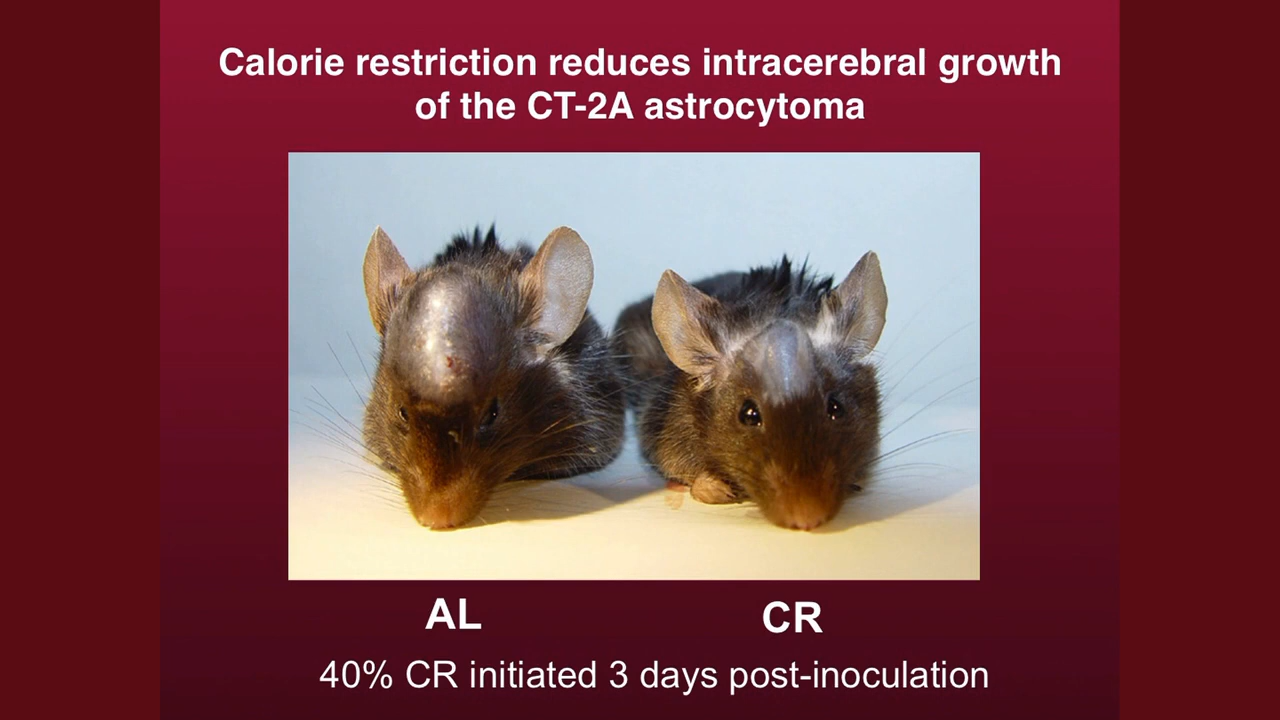 Calorie restriction reduces intracerebral growth
of the CT-2A astrocytoma
AL CR
40% CR initiated 3 days post-inoculation